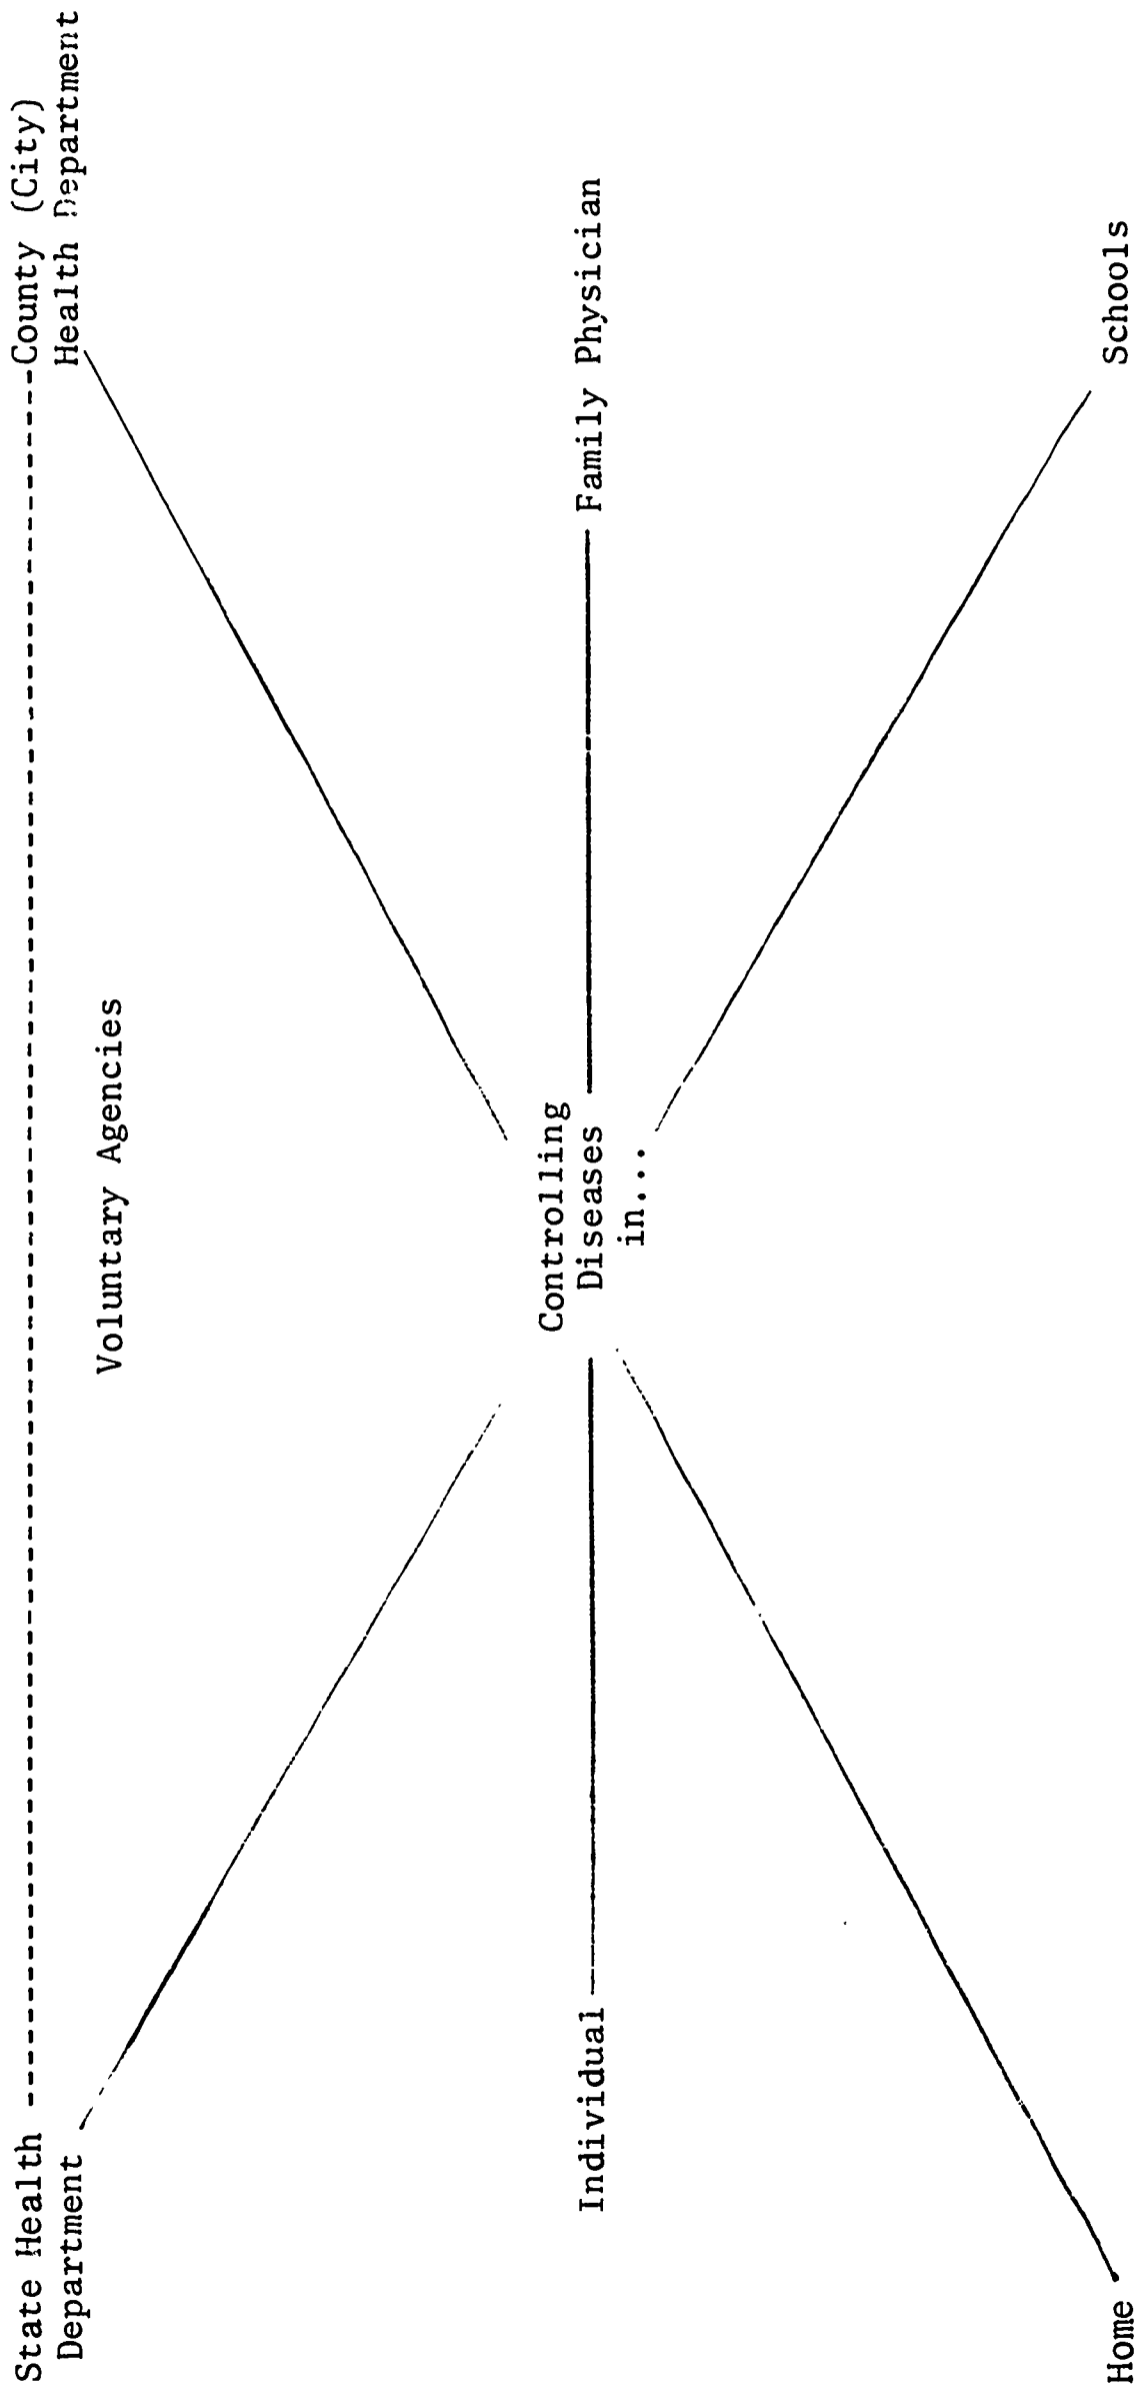 State Health
Department
County (City)
Health Department
Voluntary Agencies
Individual
Controlling
Diseases
in...
Family Physician
Home
Schools